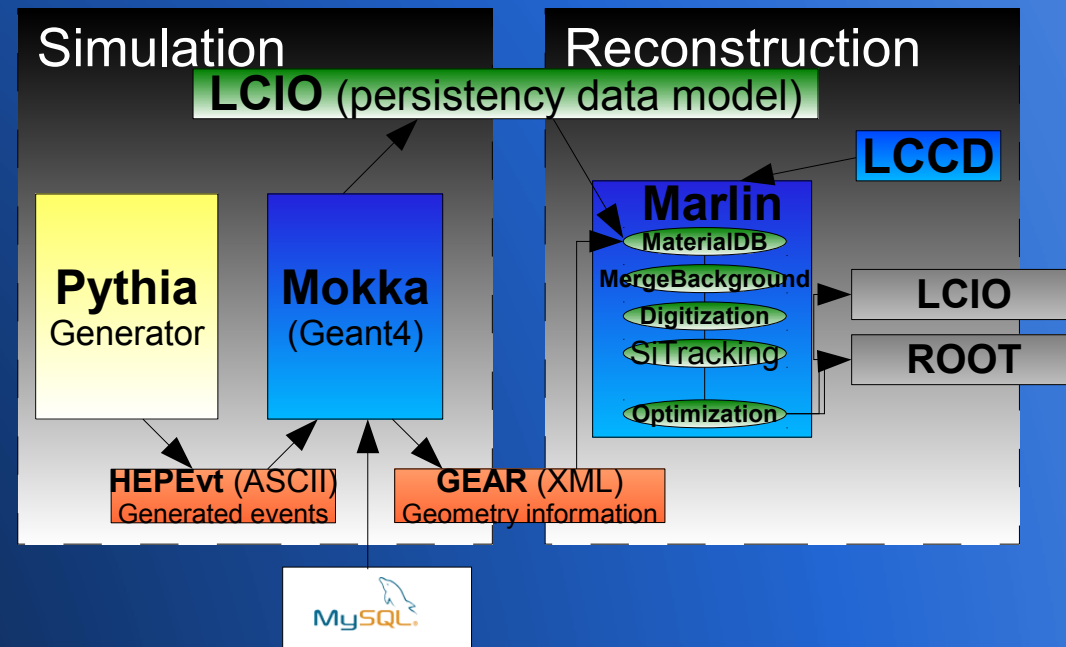 Simulation
Reconstruction
LCIO (persistency data model)
LCCD
Pythia
Generator
Mokka
(Geant4)
Marlin
MaterialDB
MergeBackground
Digitization
SiTracking
Optimization
LCIO
ROOT
HEPEvt (ASCII)
Generated events
GEAR (XML)
Geometry information
MySQL.